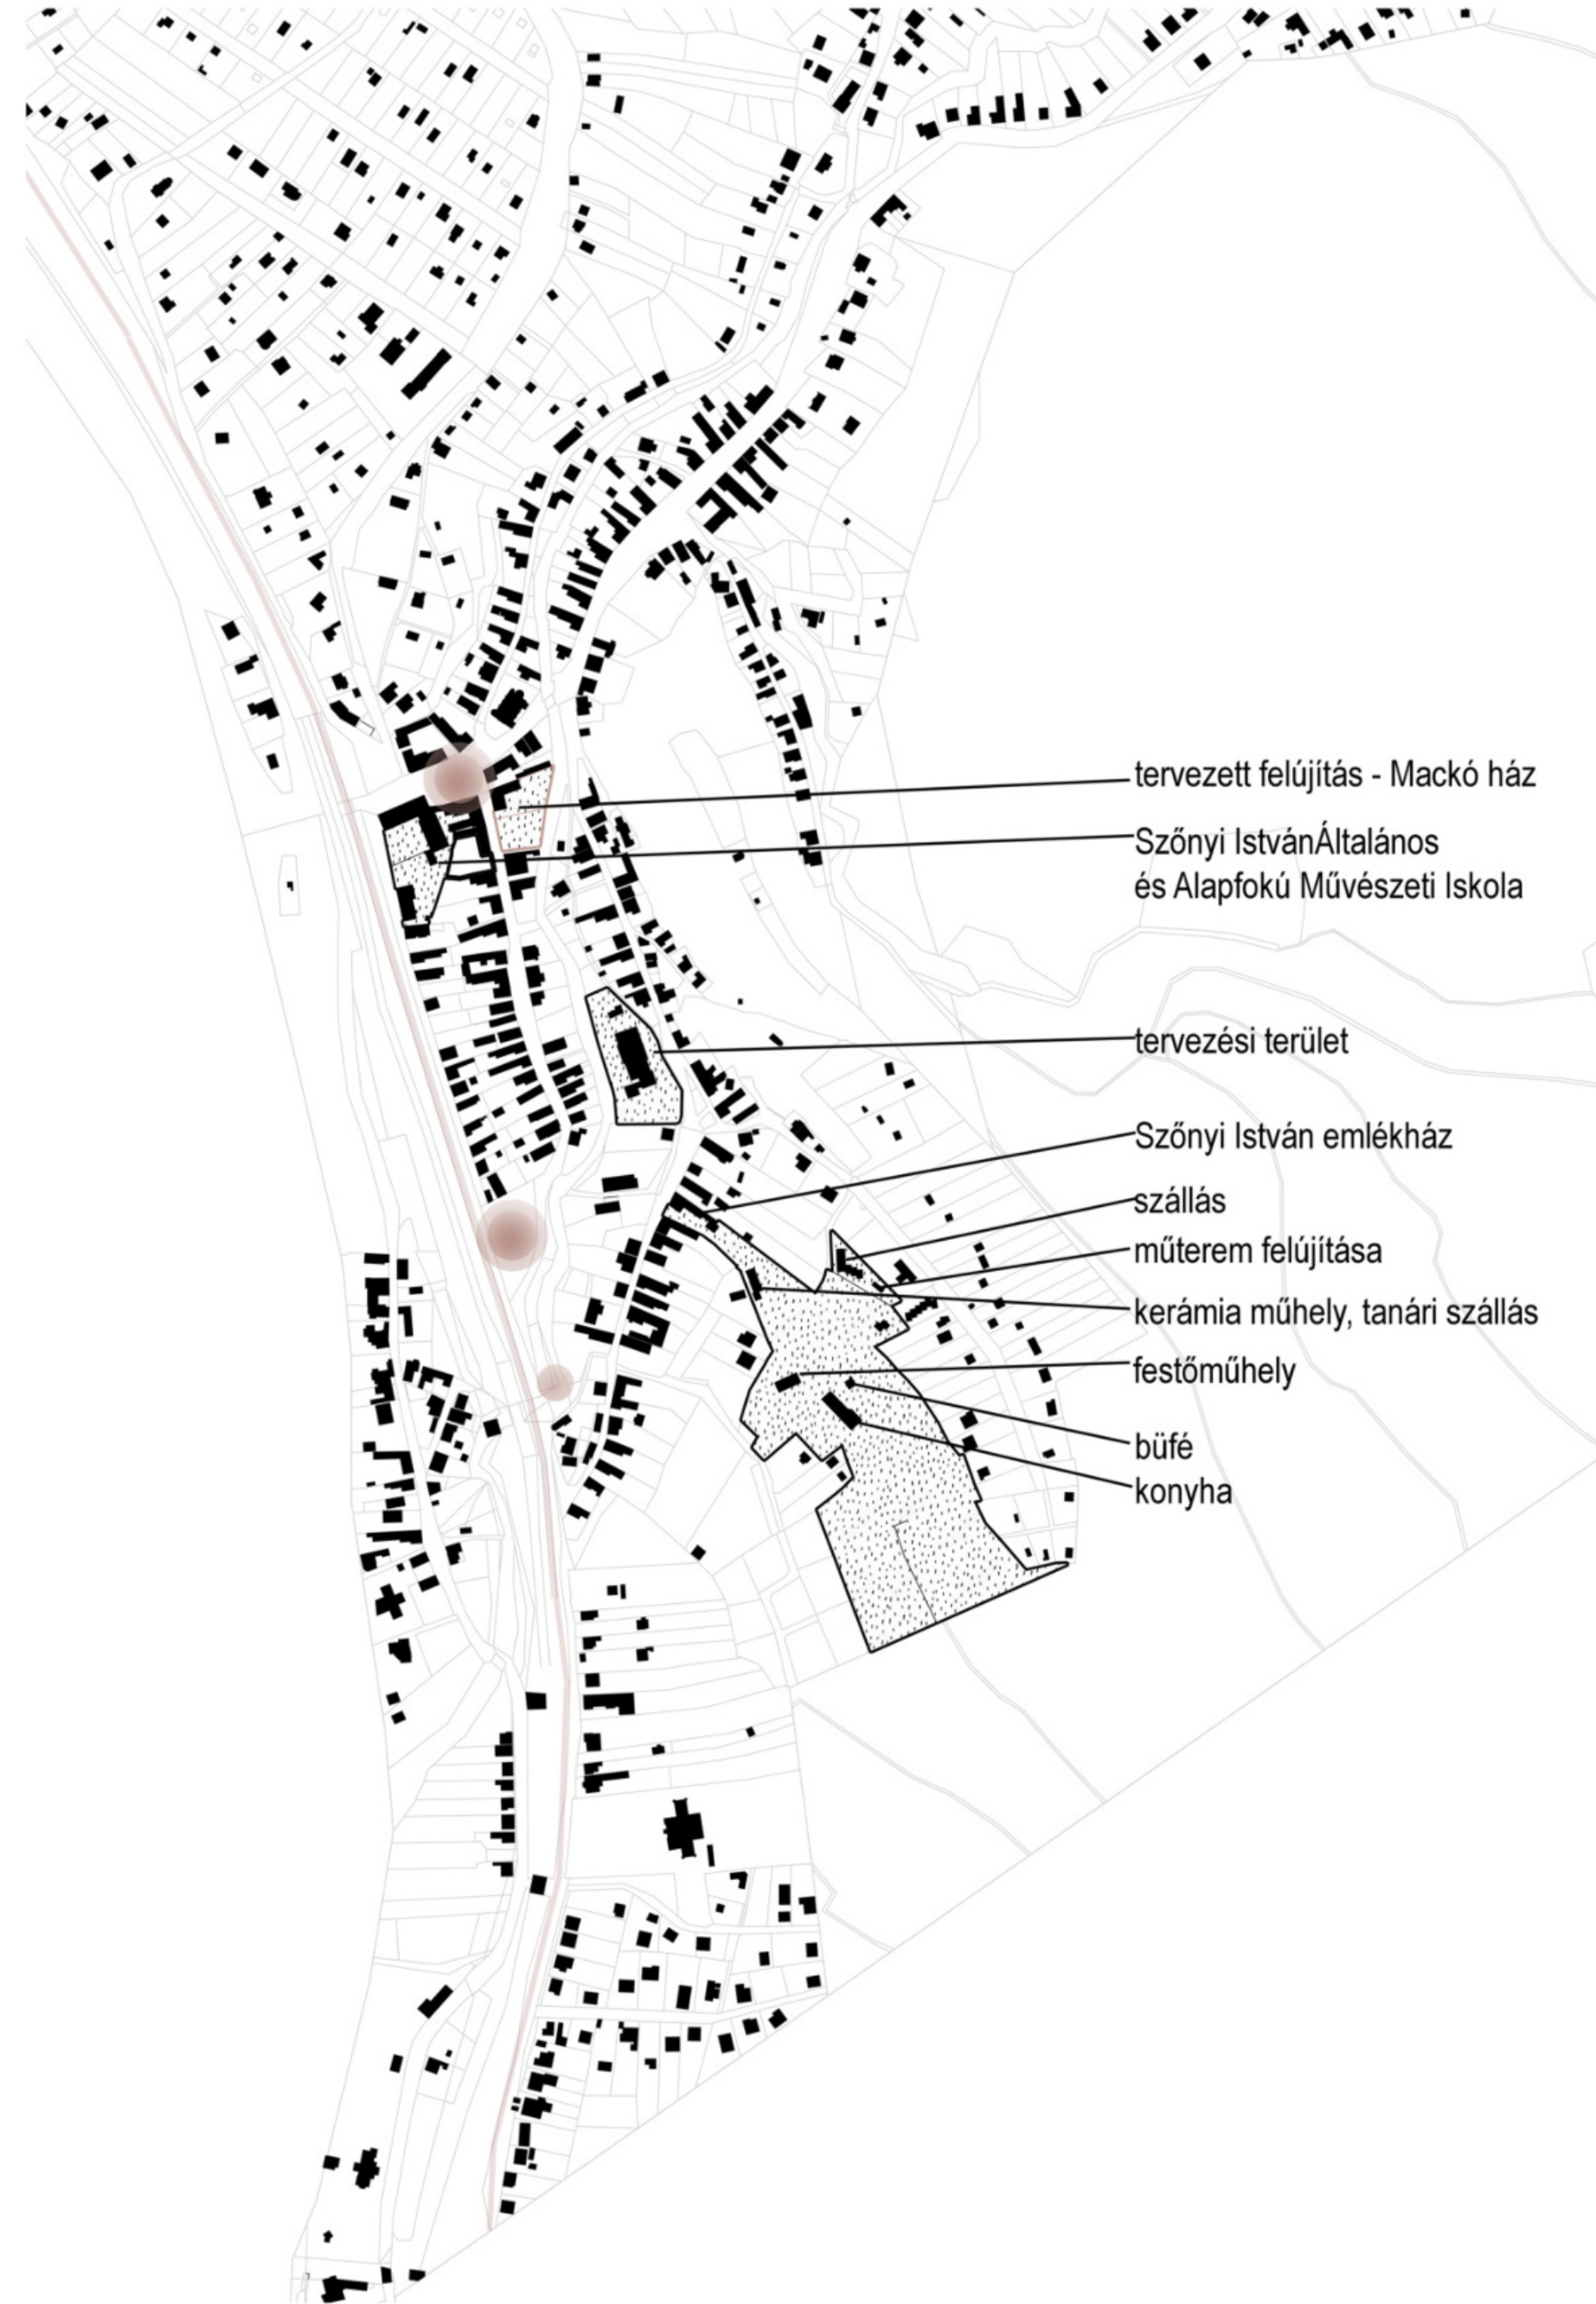 tervezett felújítás - Mackó ház
Szőnyi IstvánÁltalános
és Alapfokú Művészeti Iskola
tervezési terület
Szőnyi István emlékház
szállás
műterem felújítása
kerámia műhely, tanári szállás
festőműhely
büfé
konyha